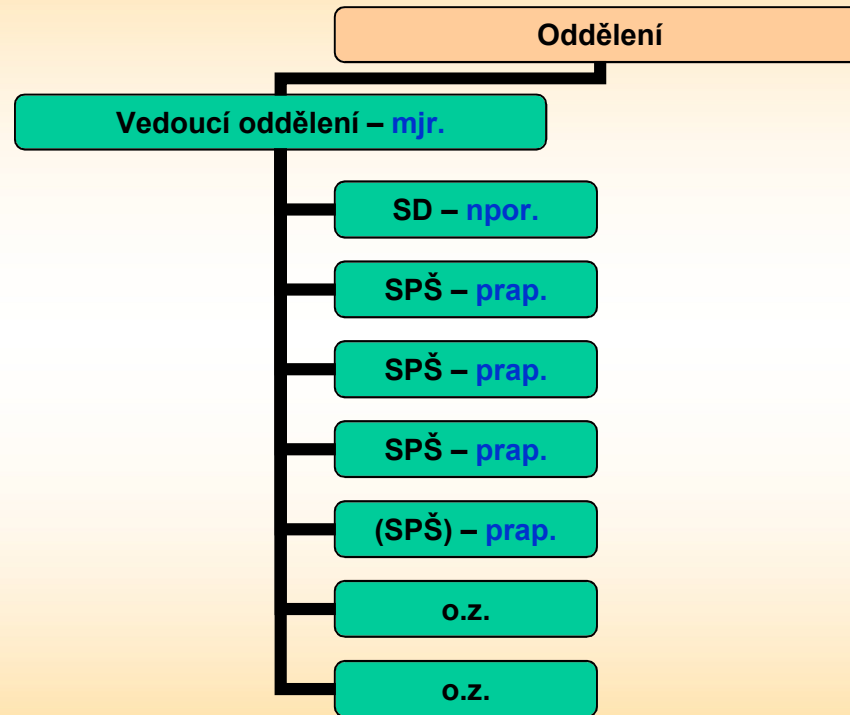 Oddělení
Vedoucí oddělení – mjr.
SD – npor.
SPŠ – prap.
SPŠ – prap.
SPŠ – prap.
(SPŠ) – prap.
o.z.
o.z.